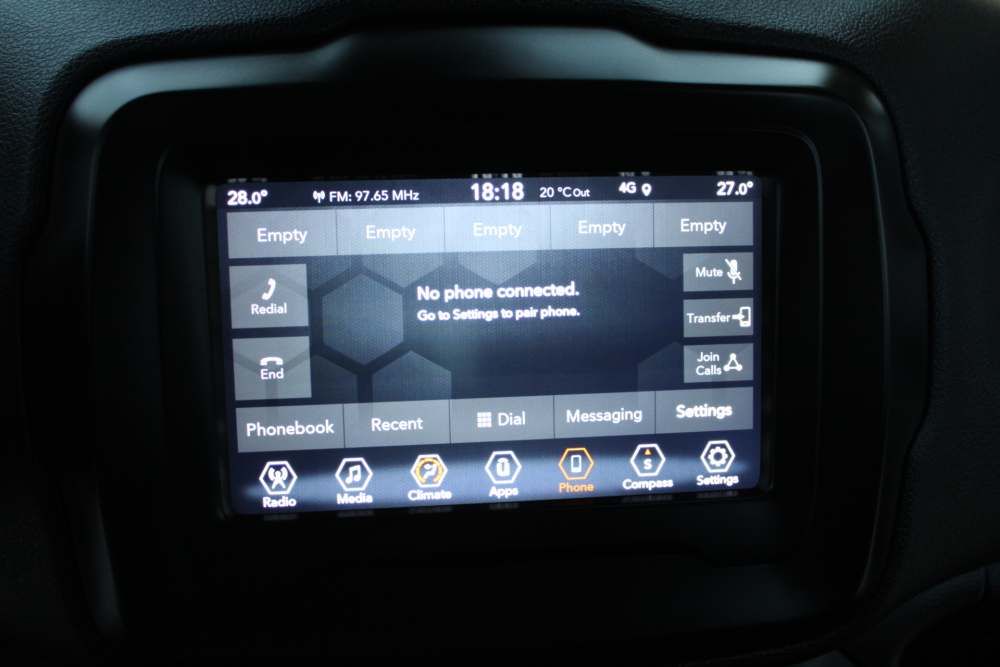 28.0° FM: 97.65 MHz 18:18 20 °C Out 4G 27.0°
Empty Empty Empty Empty Empty
Redial
End
No phone connected.
Go to Settings to pair phone.
Mute
Transfer
Join
Calls
Phonebook Recent Dial Messaging Settings
Radio Media Climate Apps Phone S Compass Settings